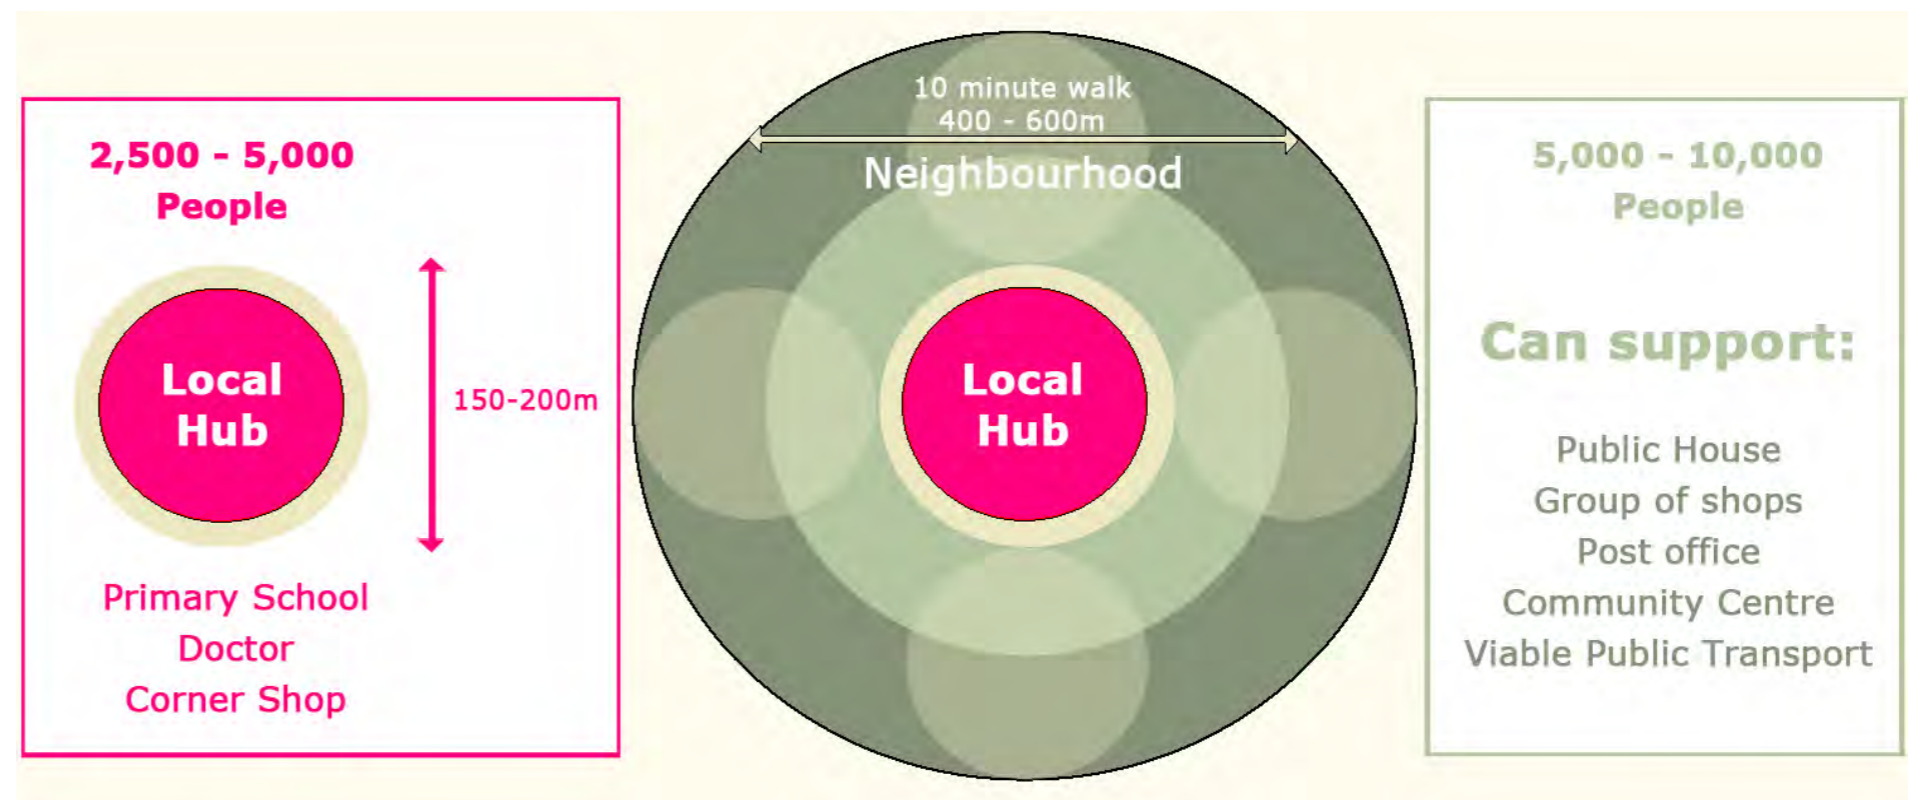 2,500 - 5,000
People
Local
Hub
150-200m
Primary School
Doctor
Corner Shop
10 minute walk
400 - 600m
Neighbourhood
Local
Hub
5,000 - 10,000
People
Can support:
Public House
Group of shops
Post office
Community Centre
Viable Public Transport